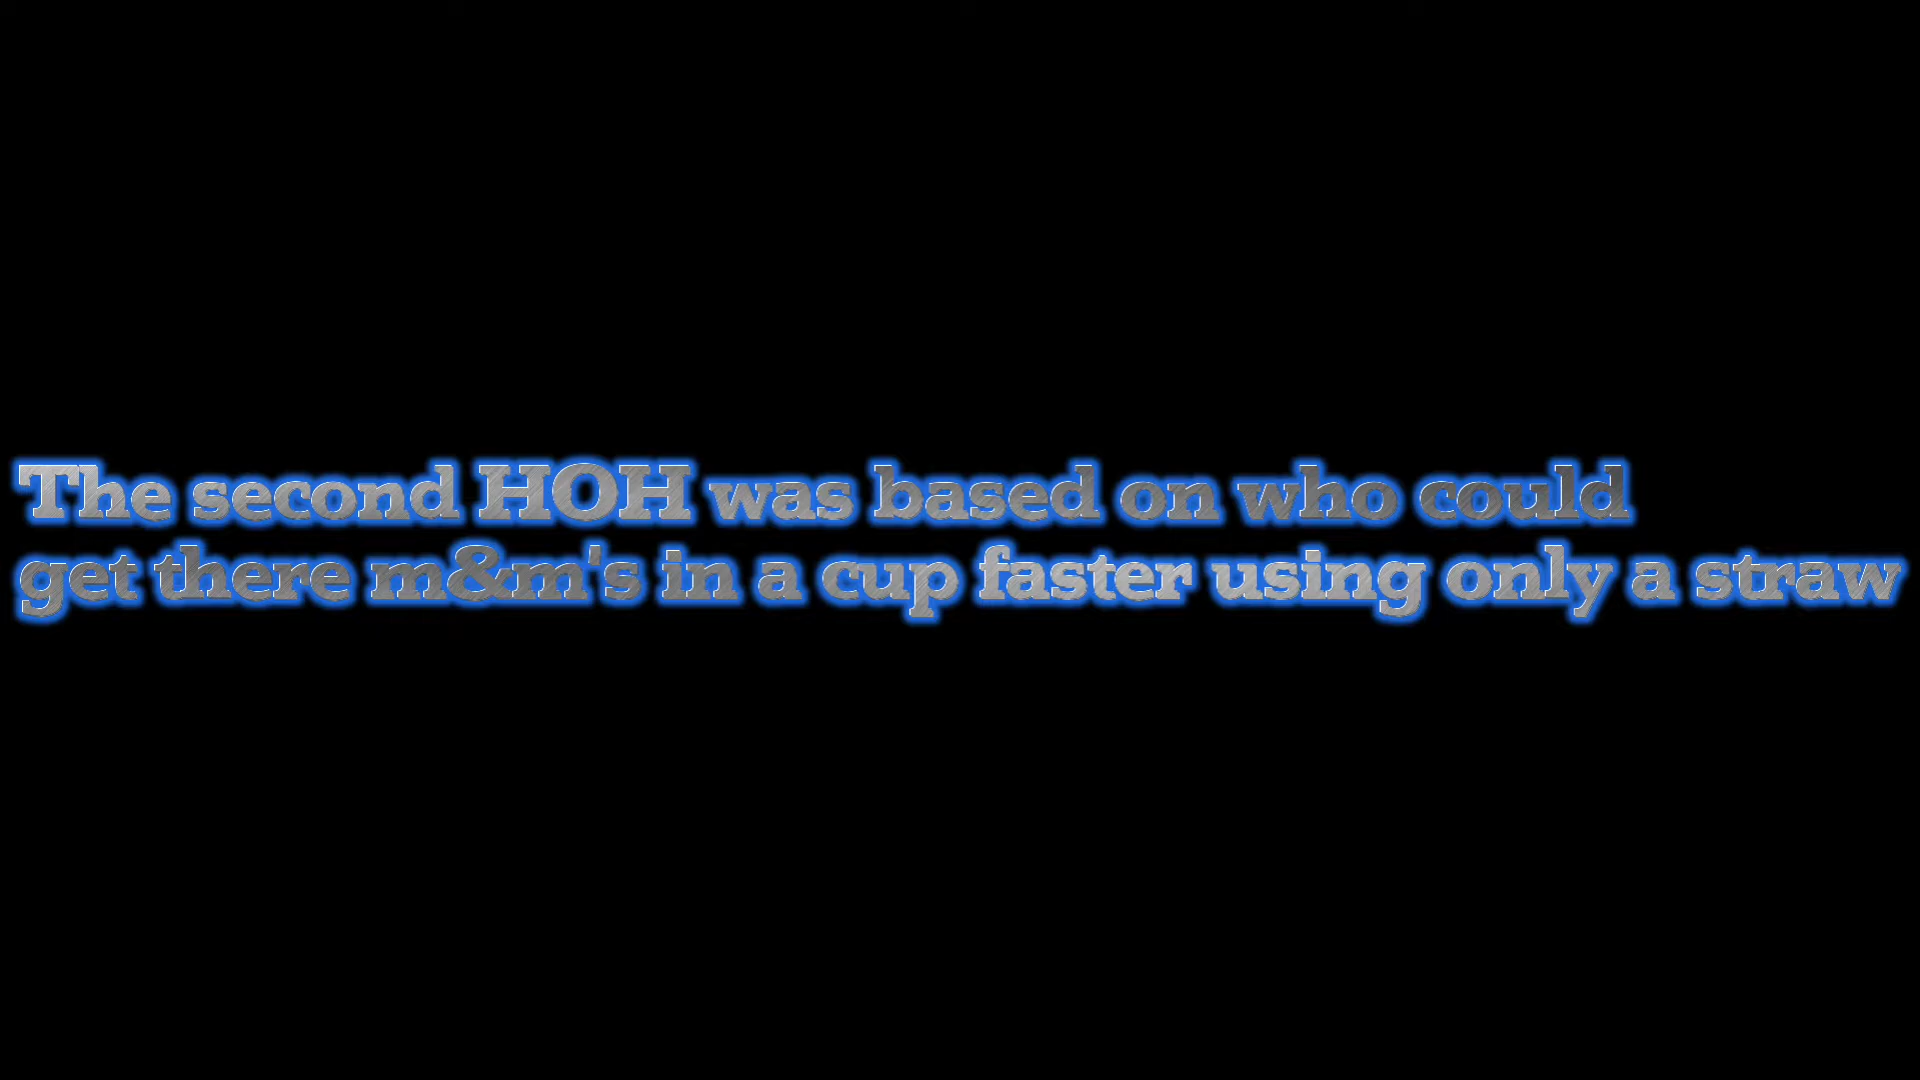 The second HOH was based on who could
get there m&m's in a cup faster using only a straw